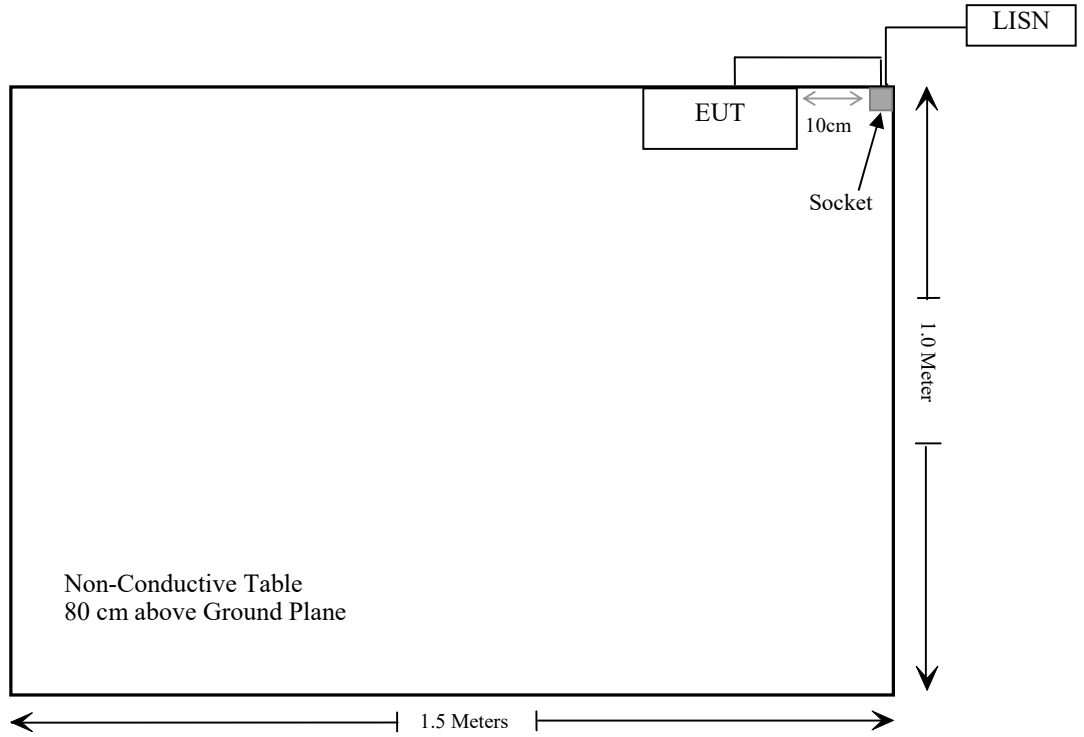 LISN
EUT
10cm
Socket
1.0 Meter
Non-Conductive Table
80 cm above Ground Plane
1.5 Meters